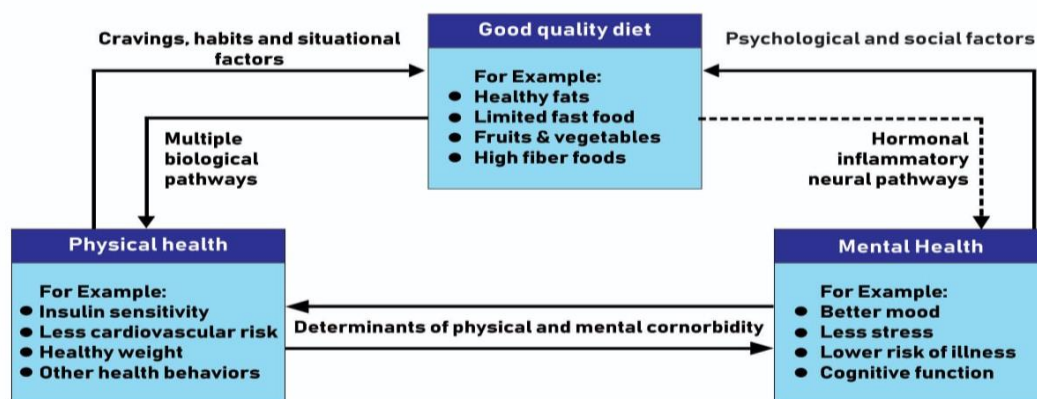 Cravings, habits and situational
factors
Good quality diet
For Example:
● Healthy fats
● Limited fast food
● Fruits & vegetables
● High fiber foods
Psychological and social factors
Multiple
biological
pathways
Hormonal
inflammatory
neural pathways
Physical health
For Example:
● Insulin sensitivity
● Less cardiovascular risk
● Healthy weight
● Other health behaviors
Determinants of physical and mental cornorbidity
Mental Health
For Example:
● Better mood
● Less stress
● Lower risk of illness
● Cognitive function